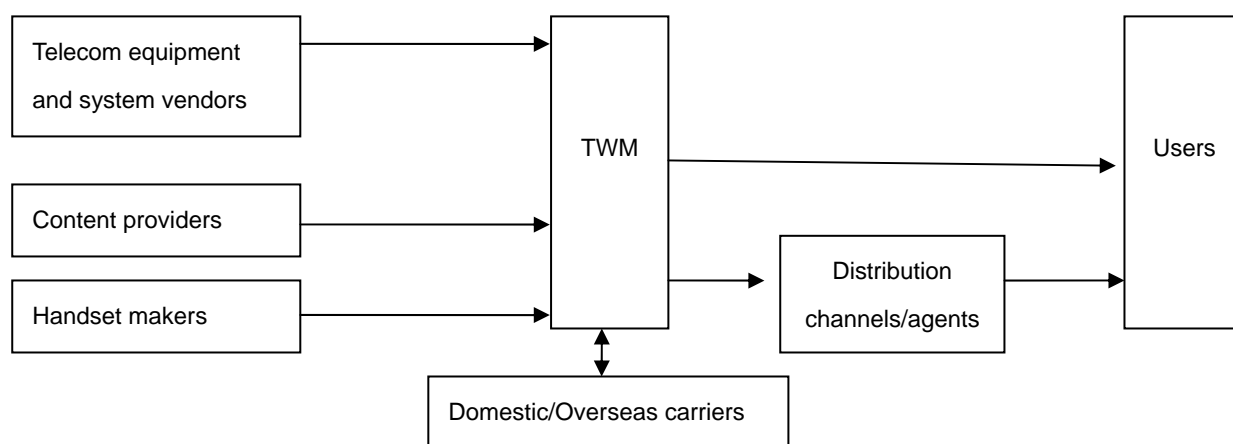 Telecom equipment
and system vendors
TWM
Users
Content providers
Distribution
channels/agents
Handset makers
Domestic/Overseas carriers